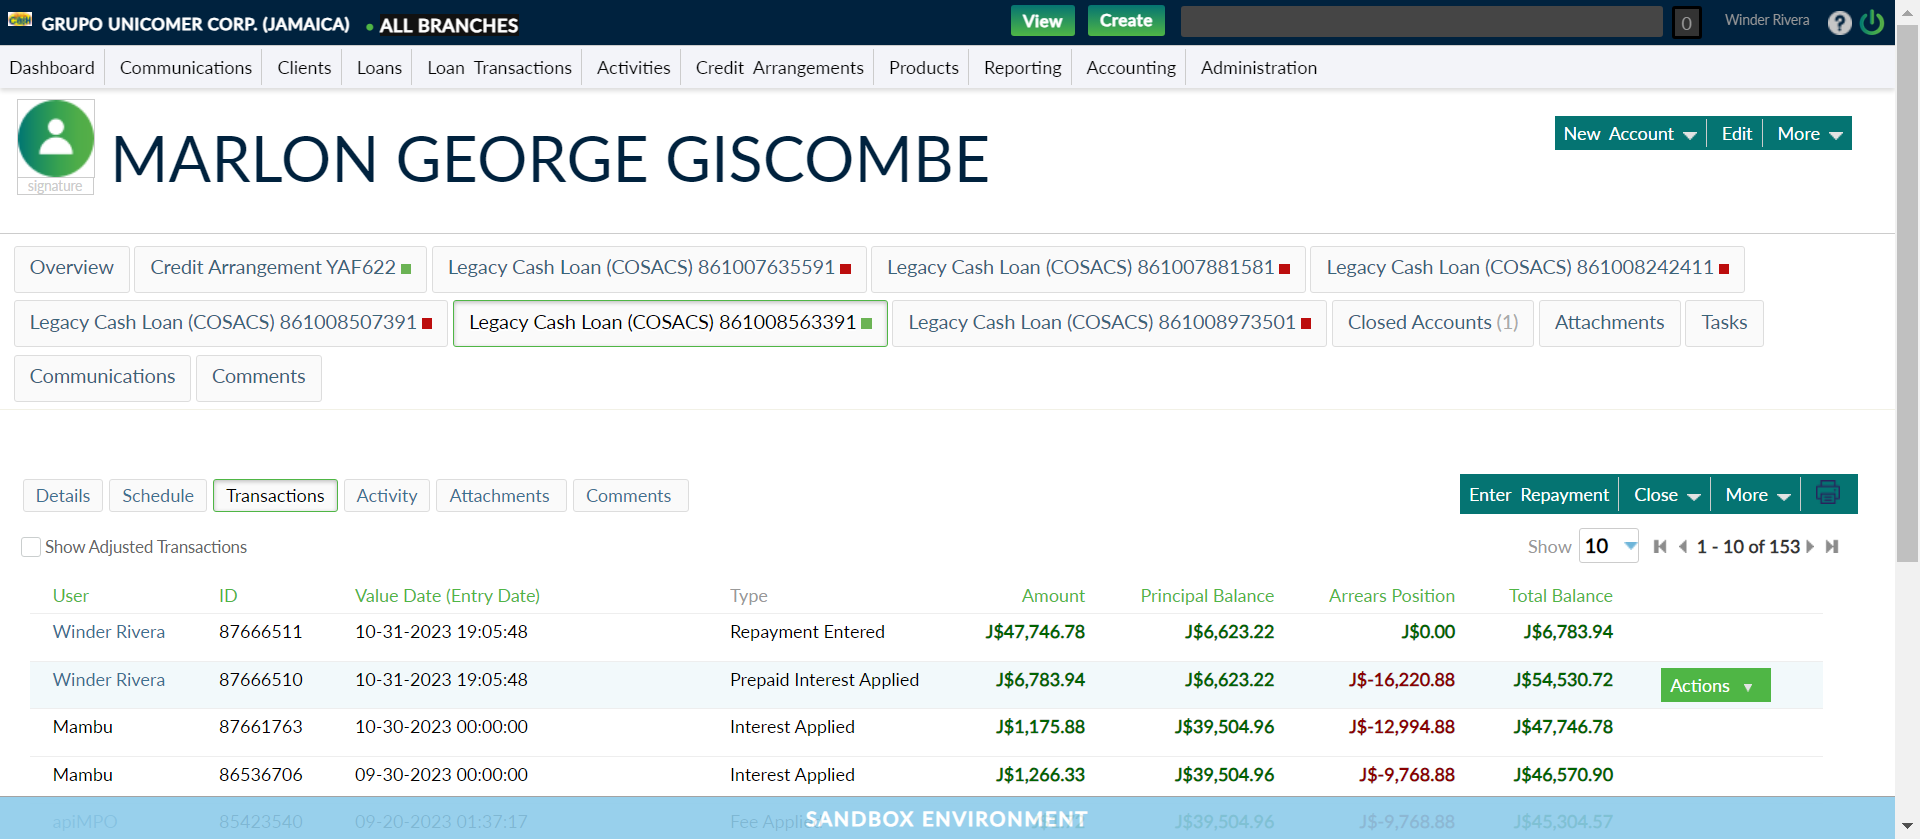 Cash
GRUPO UNICOMER CORP. (JAMAICA) • ALL BRANCHES View Create 0 Winder Rivera ?
Dashboard Communications Clients Loans Loan Transactions Activities Credit Arrangements Products Reporting Accounting Administration
New Account Edit More
MARLON GEORGE GISCOMBE
signature
Overview Credit Arrangement YAF622 Legacy Cash Loan (COSACS) 861007635591 Legacy Cash Loan (COSACS) 861007881581 Legacy Cash Loan (COSACS) 861008242411
Legacy Cash Loan (COSACS) 861008507391 Legacy Cash Loan (COSACS) 861008563391 Legacy Cash Loan (COSACS) 861008973501 Closed Accounts (1) Attachments Tasks
Communications Comments
Details Schedule Transactions Activity Attachments Comments Enter Repayment Close More
Show Adjusted Transactions Show 10 1 - 10 of 153
User ID Value Date (Entry Date) Type Amount Principal Balance Arrears Position Total Balance
Winder Rivera 87666511 10-31-2023 19:05:48 Repayment Entered J$47,746.78 J$6,623.22 J$0.00 J$6,783.94
Winder Rivera 87666510 10-31-2023 19:05:48 Prepaid Interest Applied J$6,783.94 J$6,623.22 J$-16,220.88 J$54,530.72 Actions
Mambu 87661763 10-30-2023 00:00:00 Interest Applied J$1,175.88 J$39,504.96 J$-12,994.88 J$47,746.78
Mambu 86536706 09-30-2023 00:00:00 Interest Applied J$1,266.33 J$39,504.96 J$-9,768.88 J$46,570.90
apiMPO 85423540 09-20-2023 01:37:17 Fee J$39,504.96 J$-9,768.88 J$45,304.57
SANDBOX ENVIRONMENT